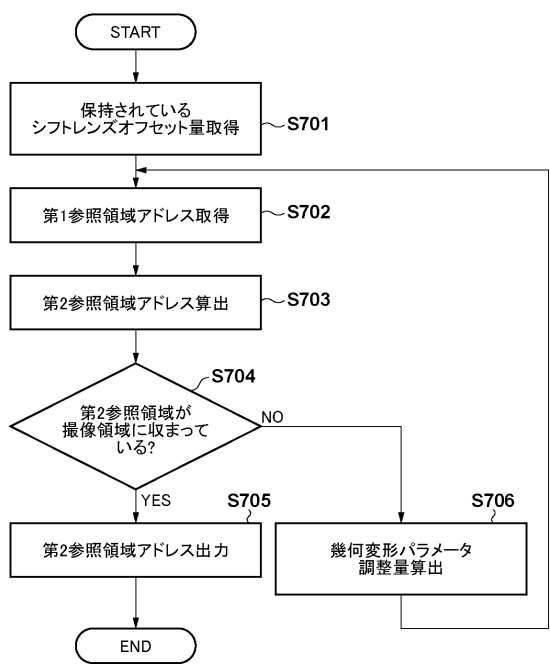 START
保持されている
シフトレンズオフセット量取得
S701
第1参照領域アドレス取得
S702
第2参照領域アドレス算出
S703
S704
第2参照領域が
撮像領域に収まって
いる?
NO
YES
S705
第2参照領域アドレス出力
S706
幾何変形パラメータ
調整量算出
END